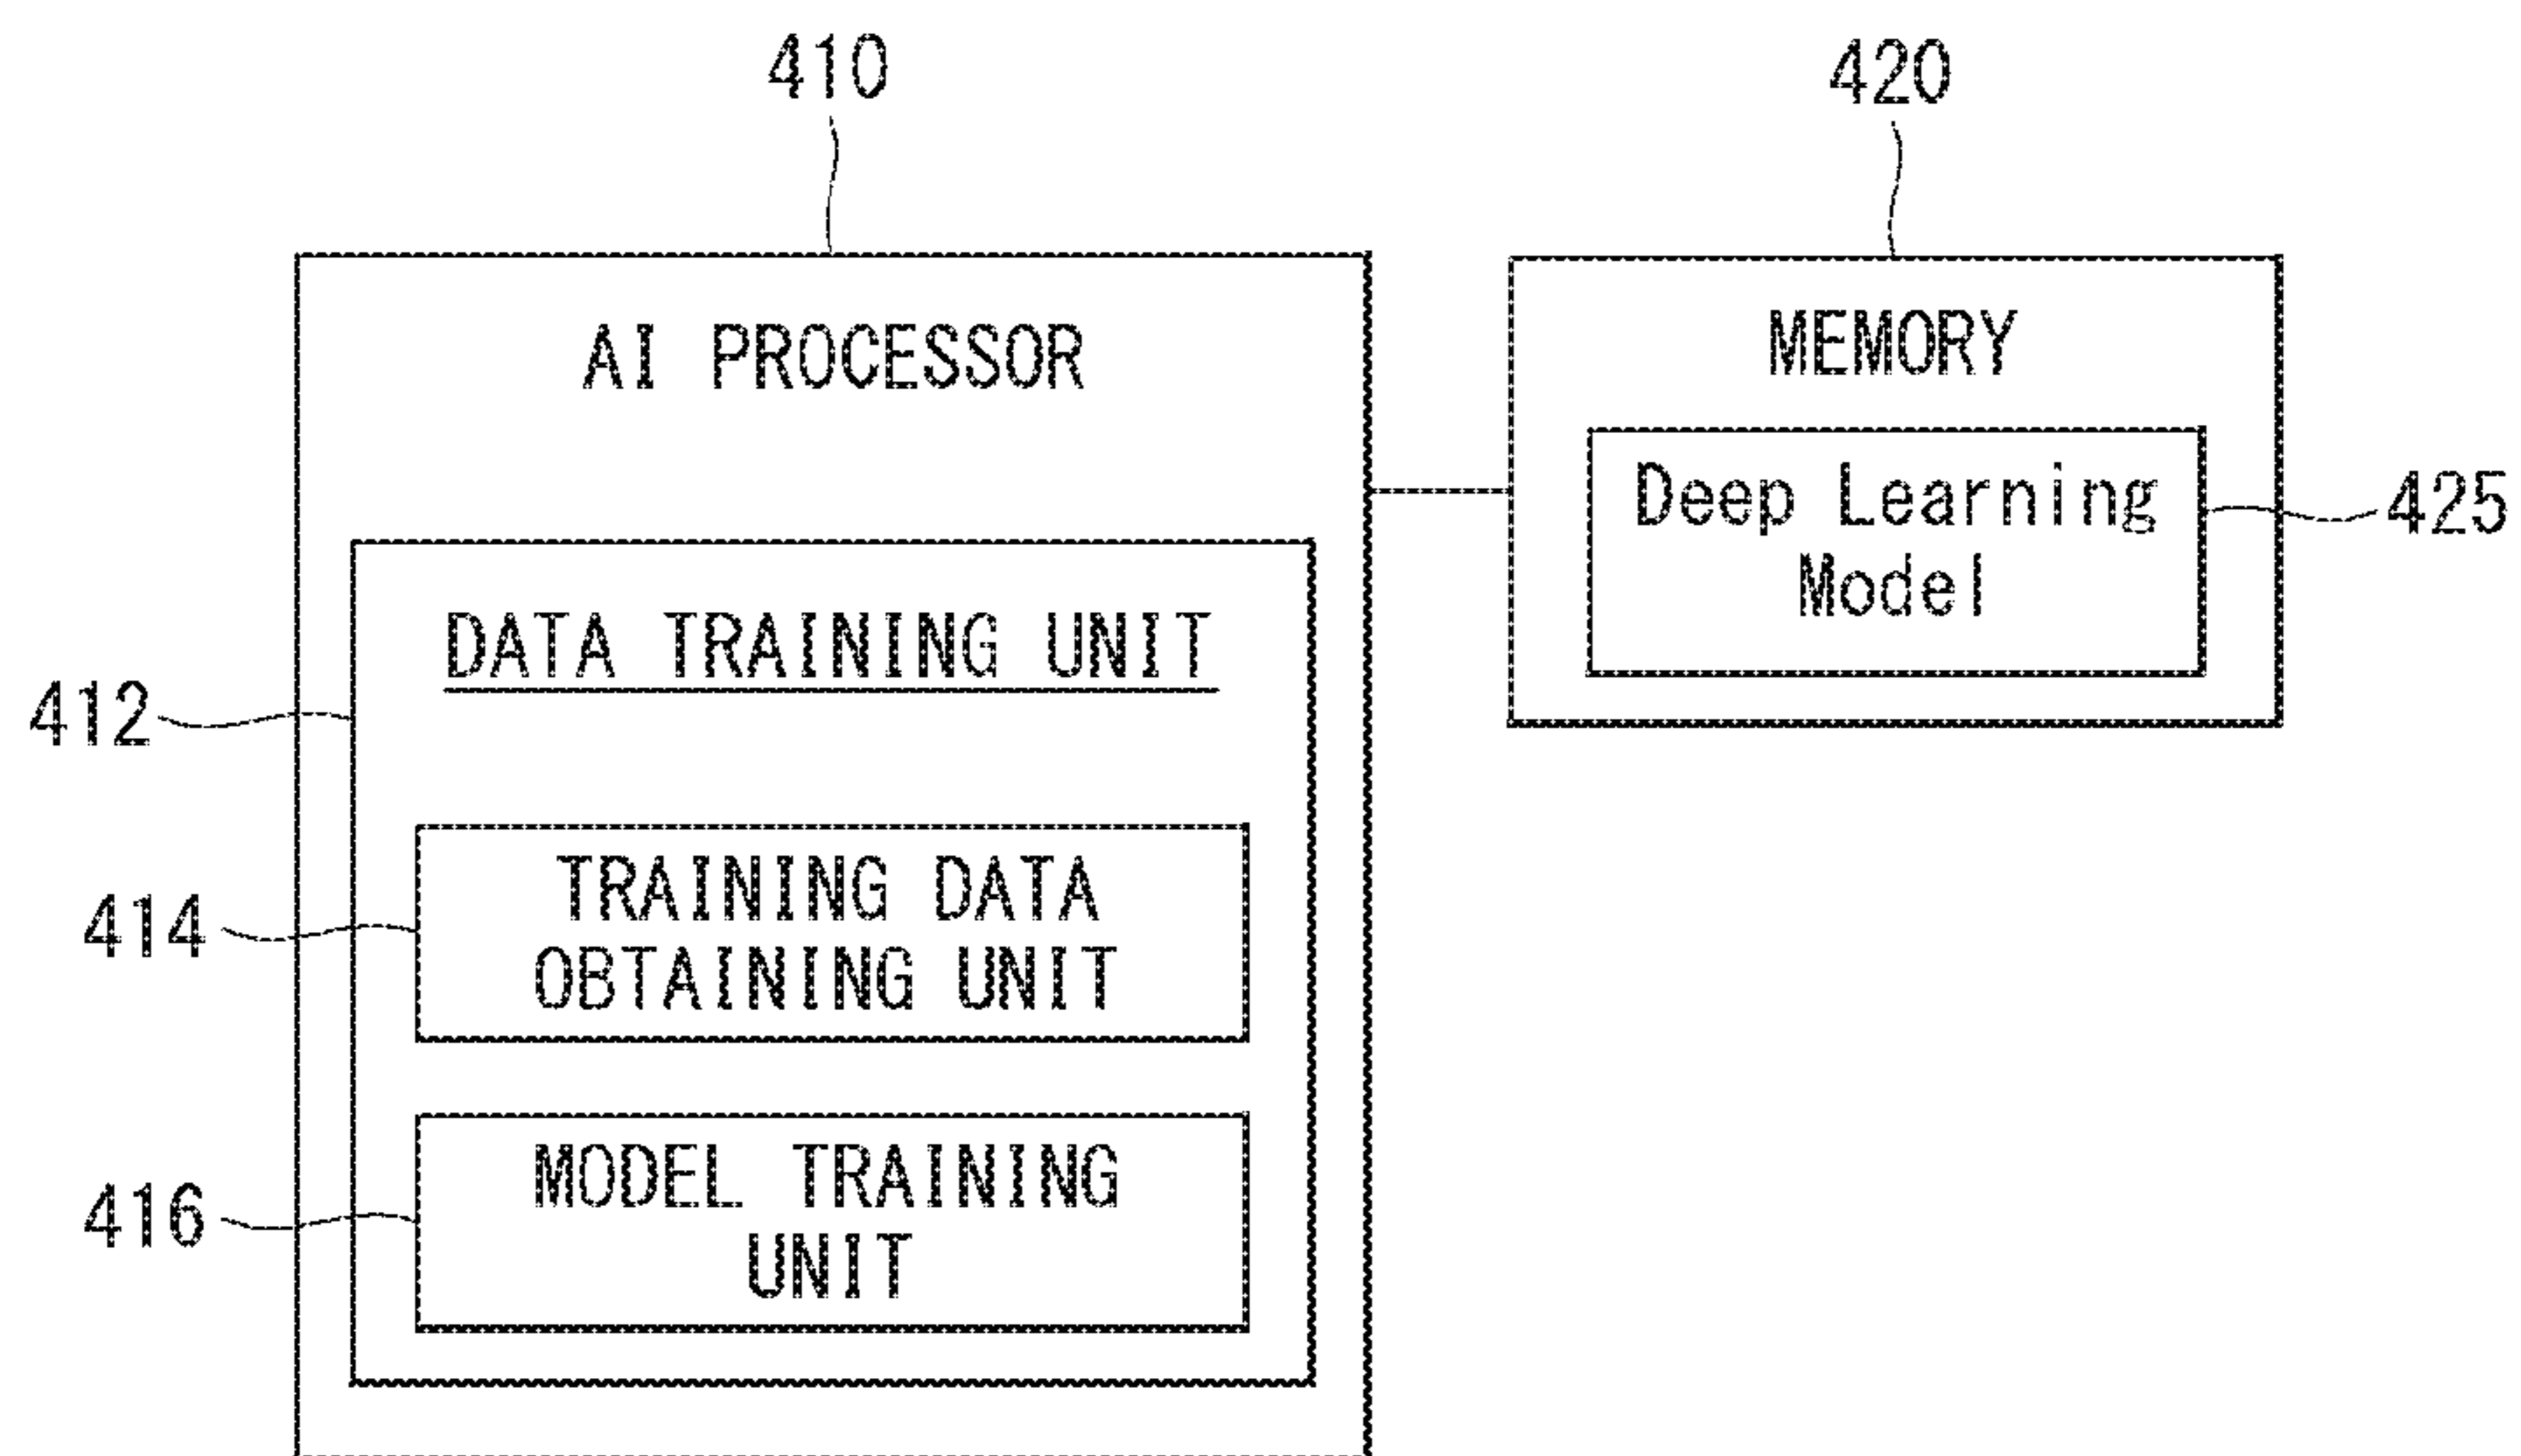 410
420
AI PROCESSOR
MEMORY
Deep Learning
Model
425
DATA TRAINING UNIT
412
TRAINING DATA
OBTAINING UNIT
414
MODEL TRAINING
UNIT
416